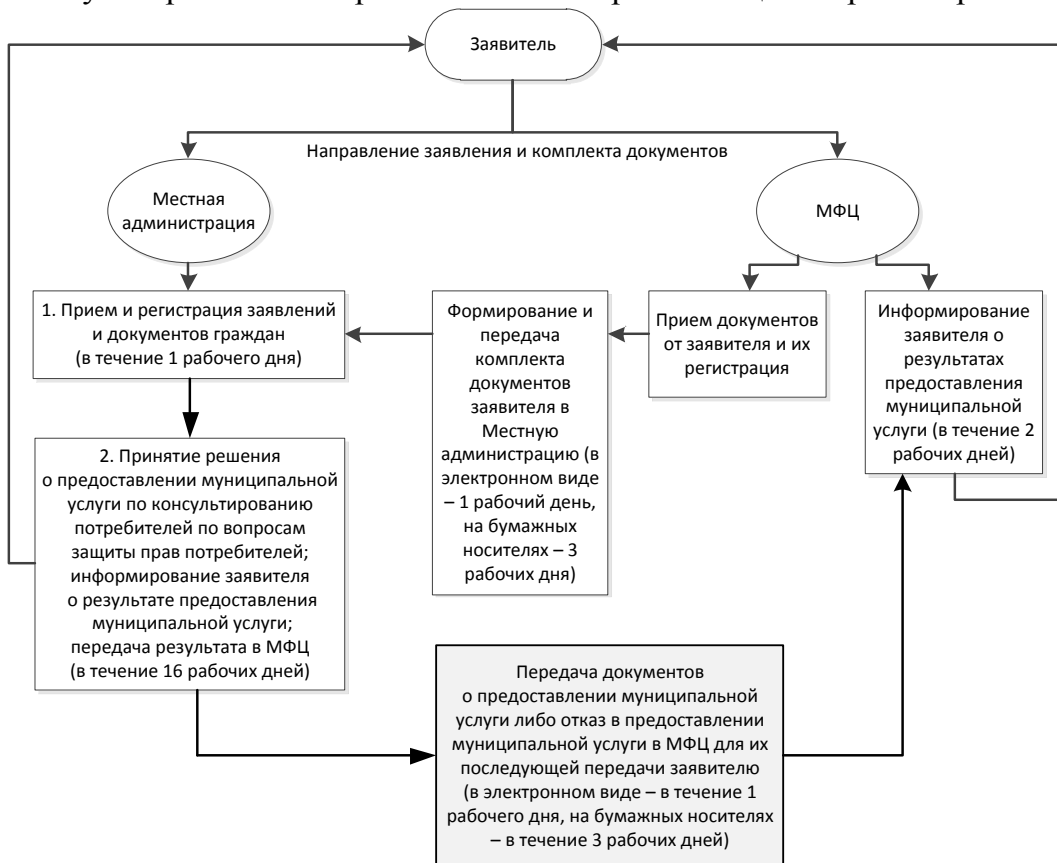 Заявитель
Направление заявления и комплекта документов
Местная
администрация
МФЦ
1. Прием и регистрация заявлений
и документов граждан
(в течение 1 рабочего дня)
Формирование и
передача
комплекта
документов
заявителя в
Местную
администрацию (в
электронном виде
– 1 рабочий день,
на бумажных
носителях – 3
рабочих дня)
Прием документов
от заявителя и их
регистрация
Информирование
заявителя о
результатах
предоставления
муниципальной
услуги (в течение 2
рабочих дней)
2. Принятие решения
о предоставлении муниципальной
услуги по консультированию
потребителей по вопросам
защиты прав потребителей;
информирование заявителя
о результате предоставления
муниципальной услуги;
передача результата в МФЦ
(в течение 16 рабочих дней)
Передача документов
о предоставлении муниципальной
услуги либо отказ в предоставлении
муниципальной услуги в МФЦ для их
последующей передачи заявителю
(в электронном виде – в течение 1
рабочего дня, на бумажных носителях
– в течение 3 рабочих дней)